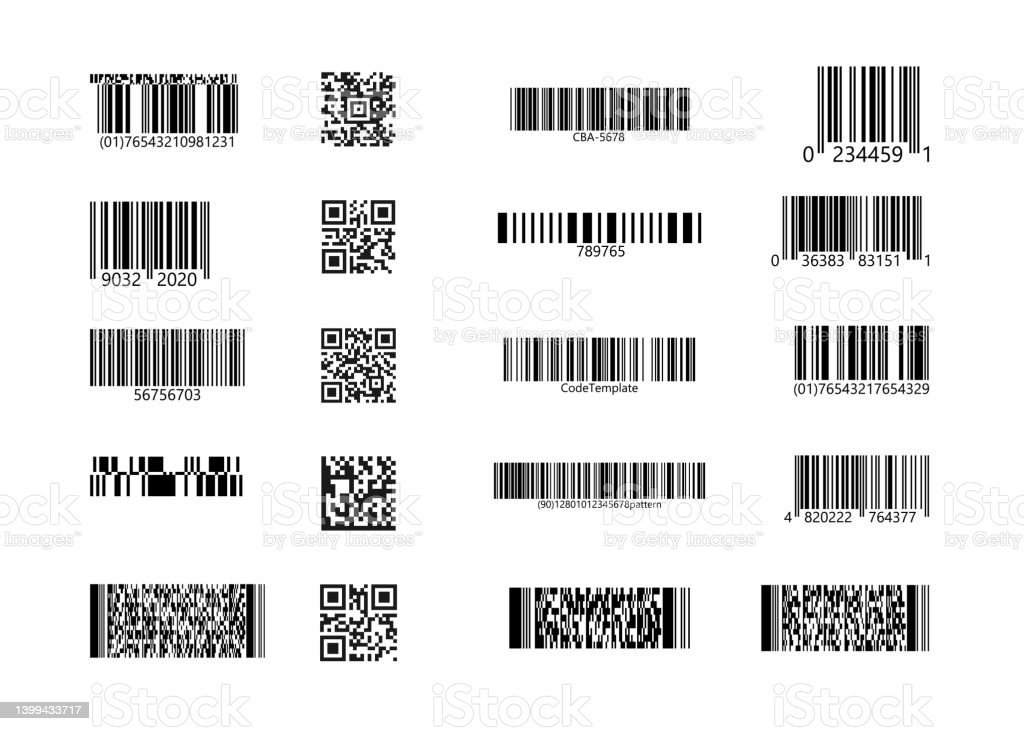 (01)76543210981231
CBA-5678
0 234459 1
9032 2020
789765
0 36383 83151 1
56756703
CodeTemplate
(01)76543217654329
(90)12801012345678pattern
4 820222 764377
iStock
by Getty Images™
1399433717